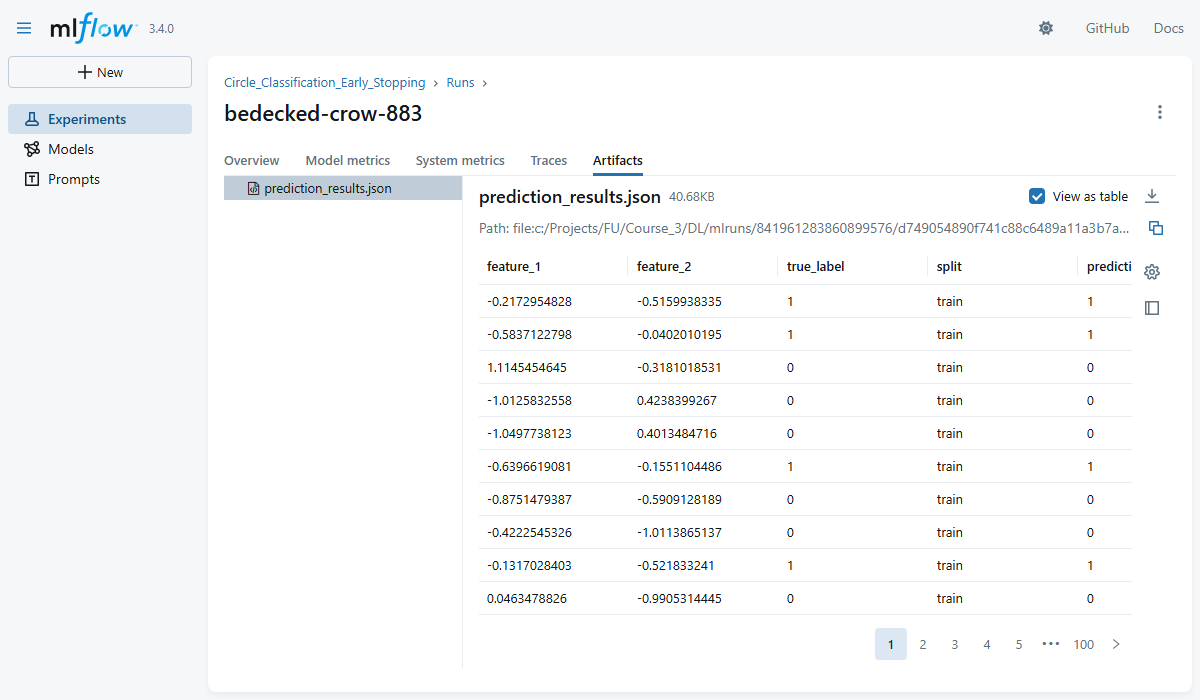 mlflow 3.4.0 GitHub Docs
New
Experiments
Models
Prompts
Circle_Classification_Early_Stopping › Runs ›
bedecked-crow-883
Overview Model metrics System metrics Traces Artifacts
prediction_results.json
prediction_results.json 40.68KB View as table
Path: file:c:/Projects/FU/Course_3/DL/mlruns/841961283860899576/d749054890f741c88c6489a11a3b7a...
feature_1 feature_2 true_label split predicti
-0.2172954828 -0.5159938335 1 train 1
-0.5837122798 -0.0402010195 1 train 1
1.1145454645 -0.3181018531 0 train 0
-1.0125832558 0.4238399267 0 train 0
-1.0497738123 0.4013484716 0 train 0
-0.6396619081 -0.1551104486 1 train 1
-0.8751479387 -0.5909128189 0 train 0
-0.4222545326 -1.0113865137 0 train 0
-0.1317028403 -0.521833241 1 train 1
0.0463478826 -0.9905314445 0 train 0
1 2 3 4 5 ••• 100